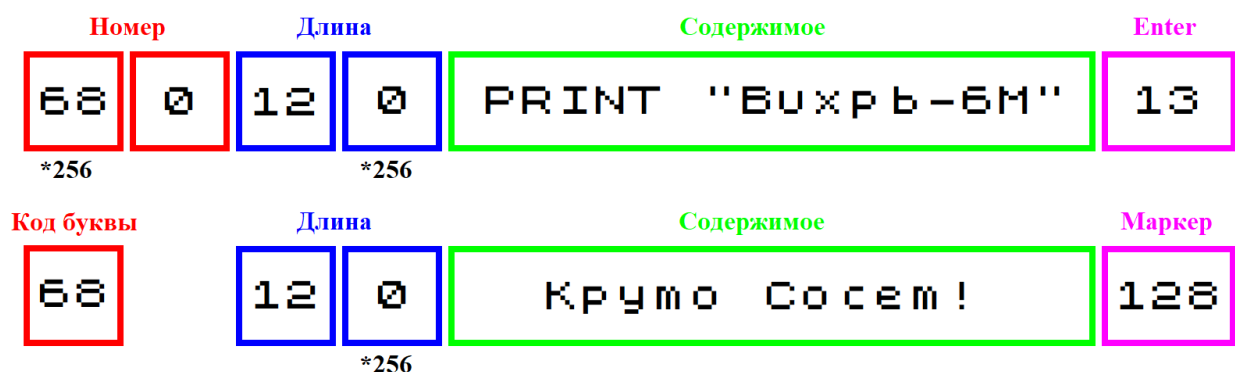 Номер Длина Содержимое Enter
68 0 12 0 PRINT "Вихрь-6М" 13
*256 *256
Код буквы Длина Содержимое Маркер
68 12 0 Круто Сосет! 128
*256